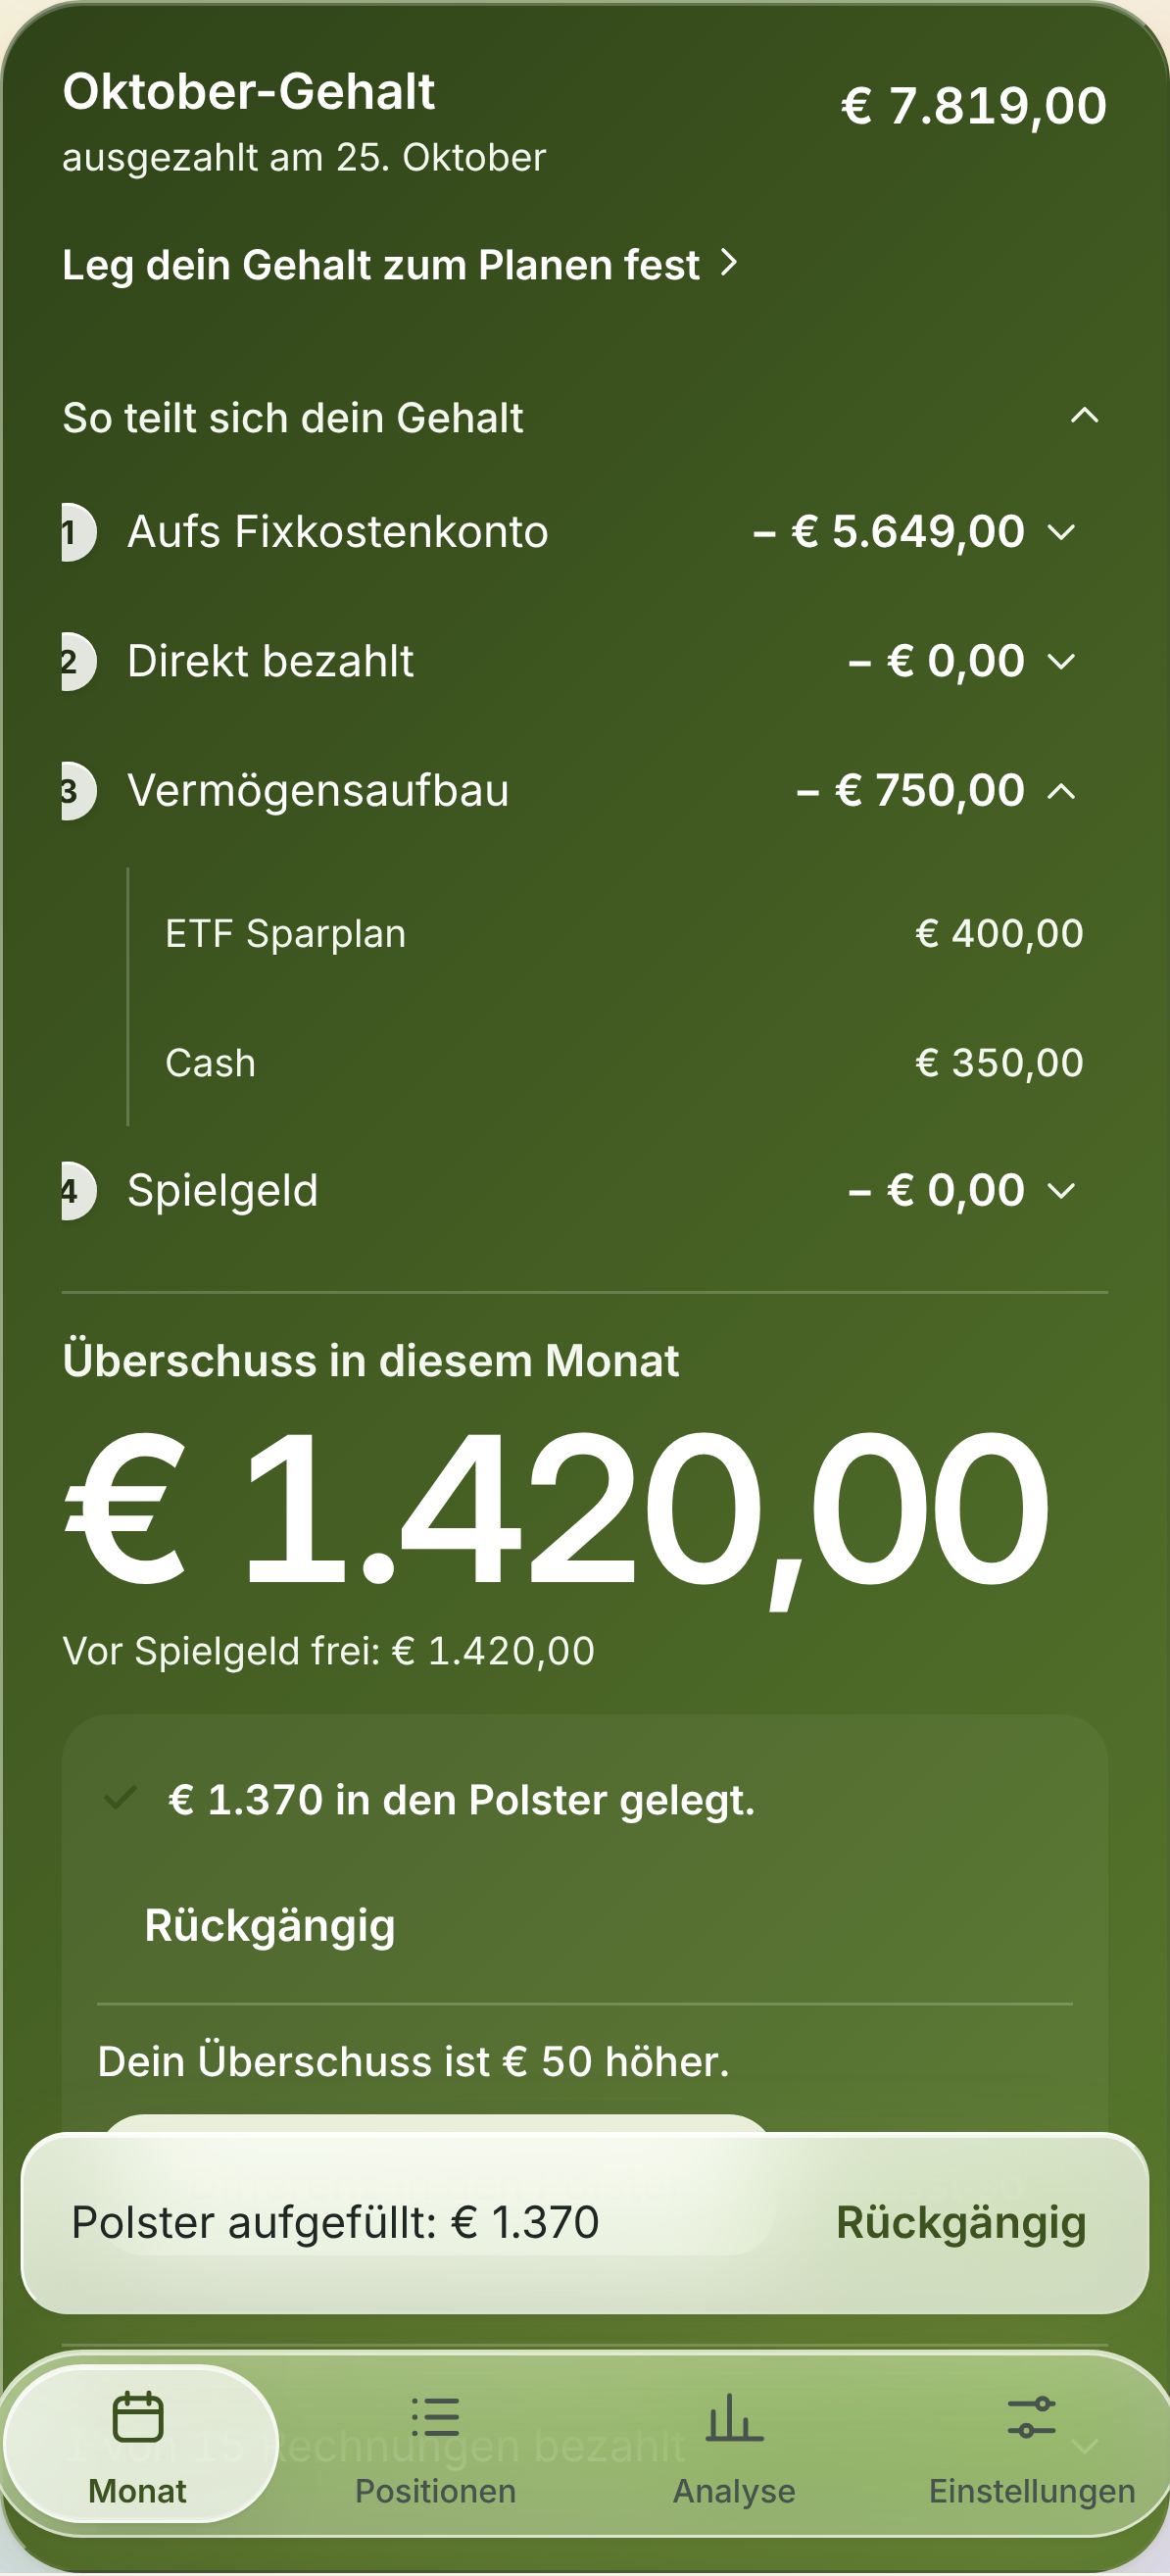 Oktober-Gehalt
€ 7.819,00
ausgezahlt am 25. Oktober
Leg dein Gehalt zum Planen fest
So teilt sich dein Gehalt
1 Aufs Fixkostenkonto – € 5.649,00
2 Direkt bezahlt – € 0,00
3 Vermögensaufbau – € 750,00
ETF Sparplan € 400,00
Cash € 350,00
4 Spielgeld – € 0,00
Überschuss in diesem Monat
€ 1.420,00
Vor Spielgeld frei: € 1.420,00
€ 1.370 in den Polster gelegt.
Rückgängig
Dein Überschuss ist € 50 höher.
Polster aufgefüllt: € 1.370 Rückgängig
Rechnungen bezahlt
Monat Positionen Analyse Einstellungen